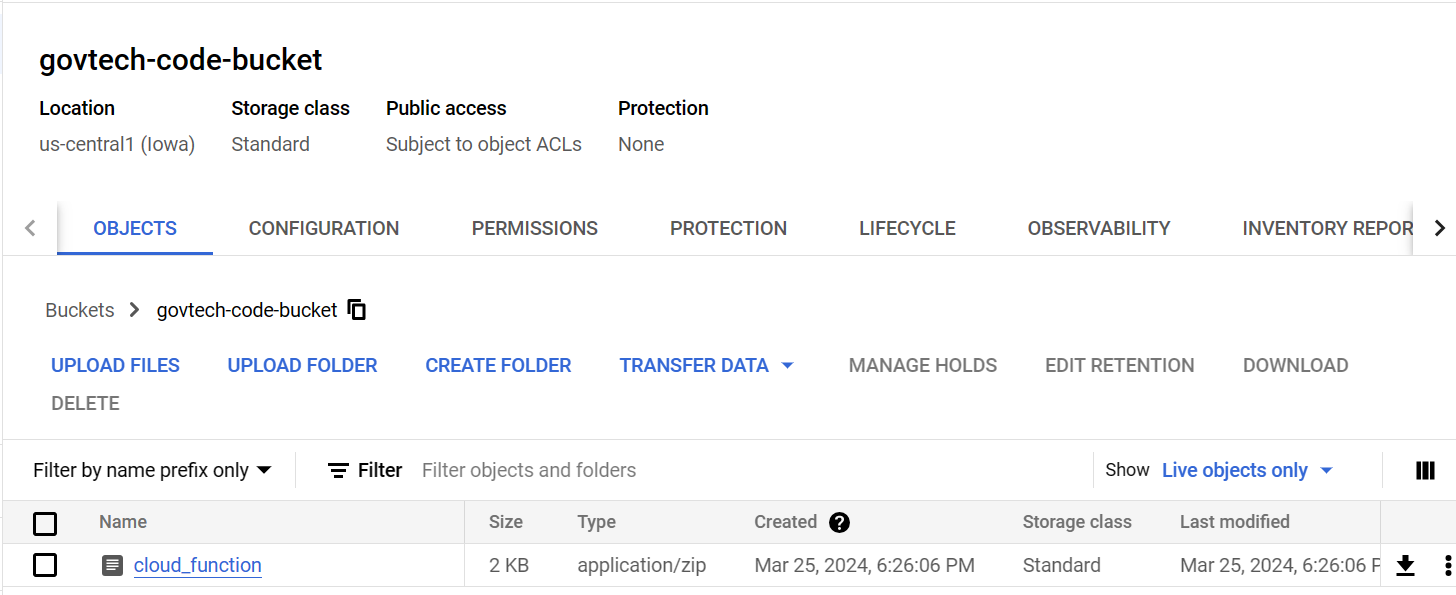 govtech-code-bucket
Location Storage class Public access Protection
us-central1 (Iowa) Standard Subject to object ACLs None
OBJECTS CONFIGURATION PERMISSIONS PROTECTION LIFECYCLE OBSERVABILITY INVENTORY REPOR
Buckets govtech-code-bucket
UPLOAD FILES UPLOAD FOLDER CREATE FOLDER TRANSFER DATA MANAGE HOLDS EDIT RETENTION DOWNLOAD
DELETE
Filter by name prefix only Filter Filter objects and folders Show Live objects only
Name Size Type Created ? Storage class Last modified
cloud_function 2 KB application/zip Mar 25, 2024, 6:26:06 PM Standard Mar 25, 2024, 6:26:06 P